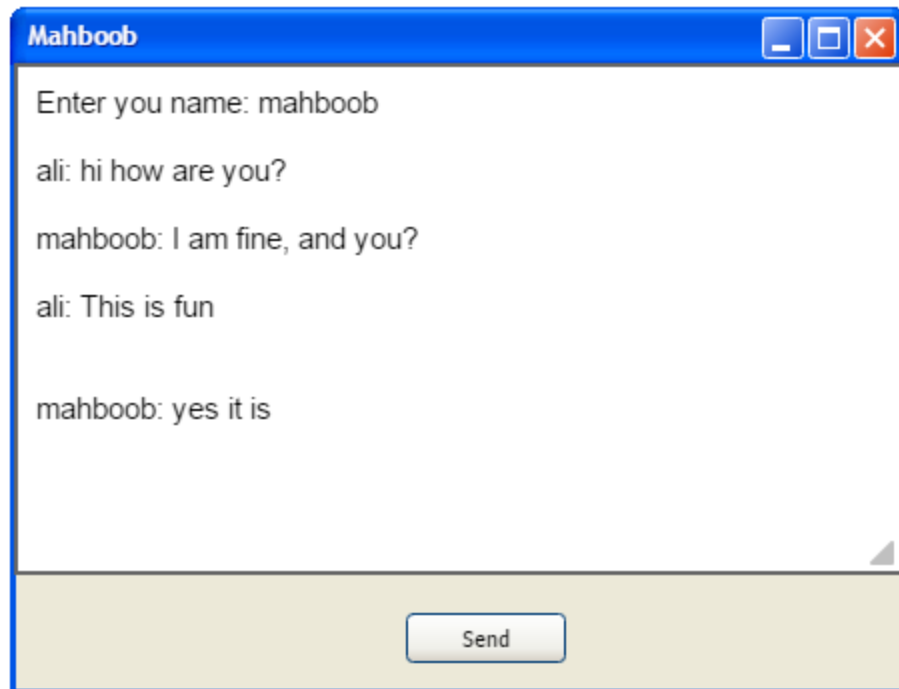 Mahboob
Enter you name: mahboob
ali: hi how are you?
mahboob: I am fine, and you?
ali: This is fun
mahboob: yes it is
Send